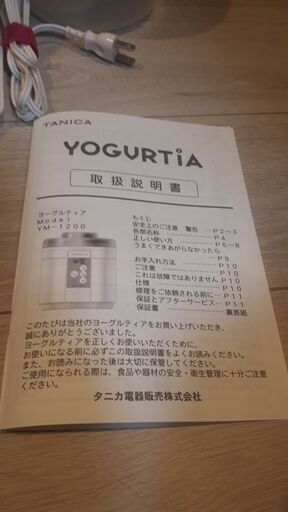 TANICA
YOGURTiA
取扱説明書
ヨーグルティア
Model
YM-1200
もくじ
安全上のご注意 警告…P2~3
各部名称 …P4
正しい使い方 …P5~8
うまくできあがらなかったら
…P9
お手入れ方法 …P10
ご注意 …P10
これは故障ではありません P10
仕様 …P10
修理をご依頼される前に…P11
保証とアフターサービス…P11
保証書 裏表紙
このたびは当社のヨーグルティアをお買い上げいただき、
誠にありがとうございました。
ヨーグルティアを正しくお使いいただくために、
お使いになる前に必ずこの取扱説明書をよくお読みください。
また、お読みになった後は大切に保管してください。
ご使用になられる際は、食品や器材の安全・衛生管理に十分ご注意
ください。
タニカ電器販売株式会社